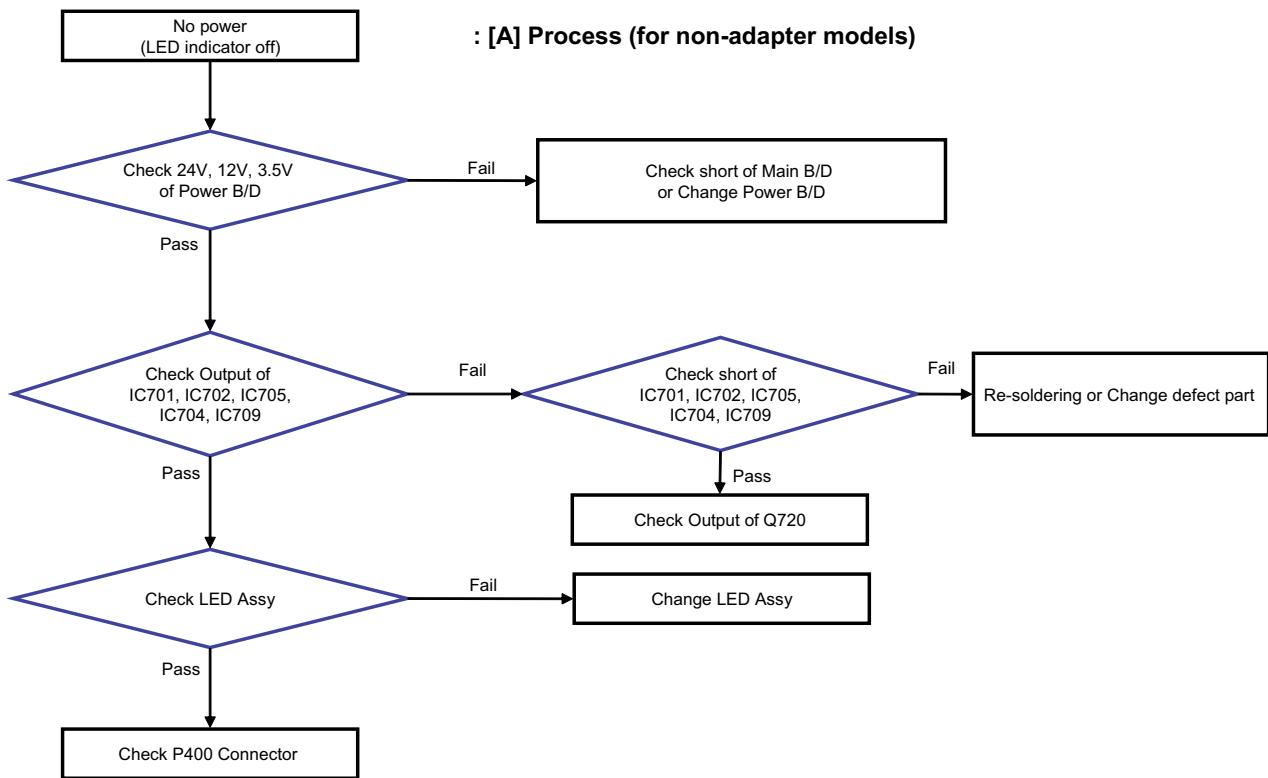 No power
(LED indicator off)
: [A] Process (for non-adapter models)
Check 24V, 12V, 3.5V
of Power B/D
Fail
Check short of Main B/D
or Change Power B/D
Pass
Check Output of
IC701, IC702, IC705,
IC704, IC709
Fail
Check short of
IC701, IC702, IC705,
IC704, IC709
Fail
Re-soldering or Change defect part
Pass
Pass
Check Output of Q720
Check LED Assy
Fail
Change LED Assy
Pass
Check P400 Connector